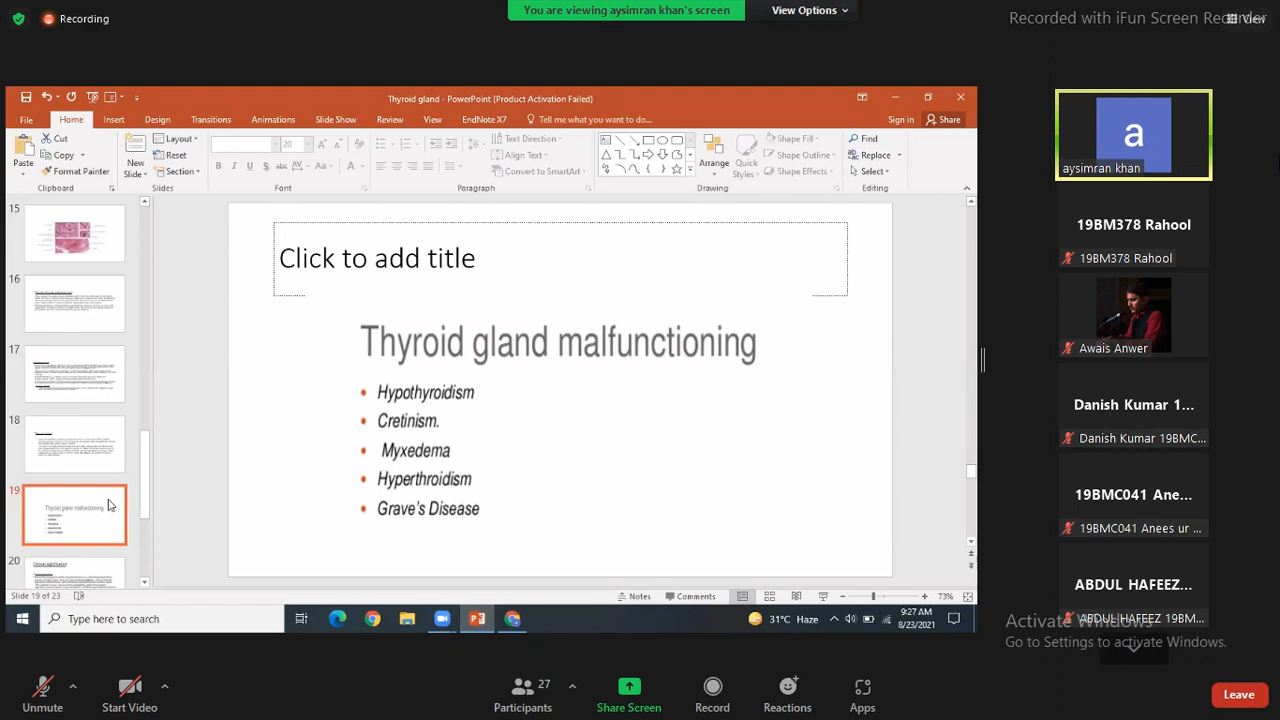 Recording
You are viewing aysimran khan's screen
View Options
Recorded with iFun Screen Recorder
View
Thyroid gland - PowerPoint (Product Activation Failed)
File Home Insert Design Transitions Animations Slide Show Review View EndNote X7 Tell me what you want to do...
Sign in Share
Paste
Cut
Copy
Format Painter
Clipboard
New Slide
Layout
Reset
Section
Slides
20
B I U S abc AV Aa A
Font
Text Direction
Align Text
Convert to SmartArt
Paragraph
Arrange
Quick Styles
Shape Fill
Shape Outline
Shape Effects
Drawing
Find
Replace
Select
Editing
15
16
17
18
19
Thyroid gland malfunctioning
20
Click to add title
Thyroid gland malfunctioning
• Hypothyroidism
• Cretinism.
• Myxedema
• Hyperthroidism
• Grave's Disease
Slide 19 of 23
Notes
Comments
73%
Type here to search
31°C Haze
9:27 AM
8/23/2021
a
aysimran khan
19BM378 Rahool
19BM378 Rahool
Awais Anwer
Danish Kumar 1...
Danish Kumar 19BMC...
19BMC041 Ane...
19BMC041 Anees ur ...
ABDUL HAFEEZ...
ABDUL HAFEEZ 19BM...
Activate Windows
Go to Settings to activate Windows.
Unmute
Start Video
27
Participants
Share Screen
Record
Reactions
Apps
Leave